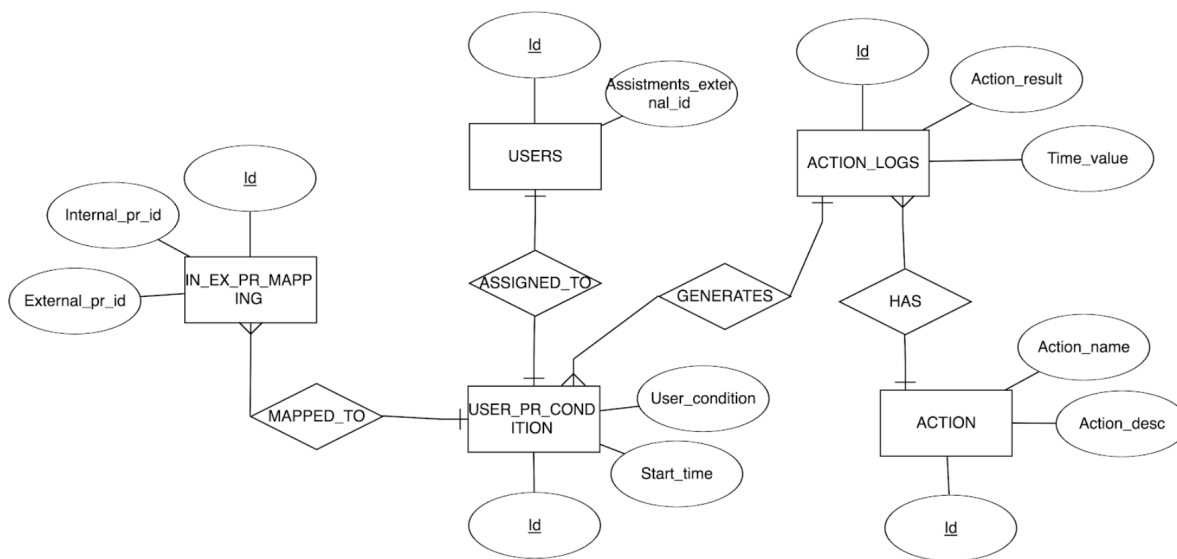 Id
Id
Action_result
Assistments_exter
nal_id
USERS
ACTION_LOGS
Time_value
Id
Internal_pr_id
IN_EX_PR_MAPP
ING
External_pr_id
ASSIGNED_TO
GENERATES
HAS
Action_name
MAPPED_TO
USER_PR_COND
ITION
User_condition
ACTION
Action_desc
Start_time
Id
Id